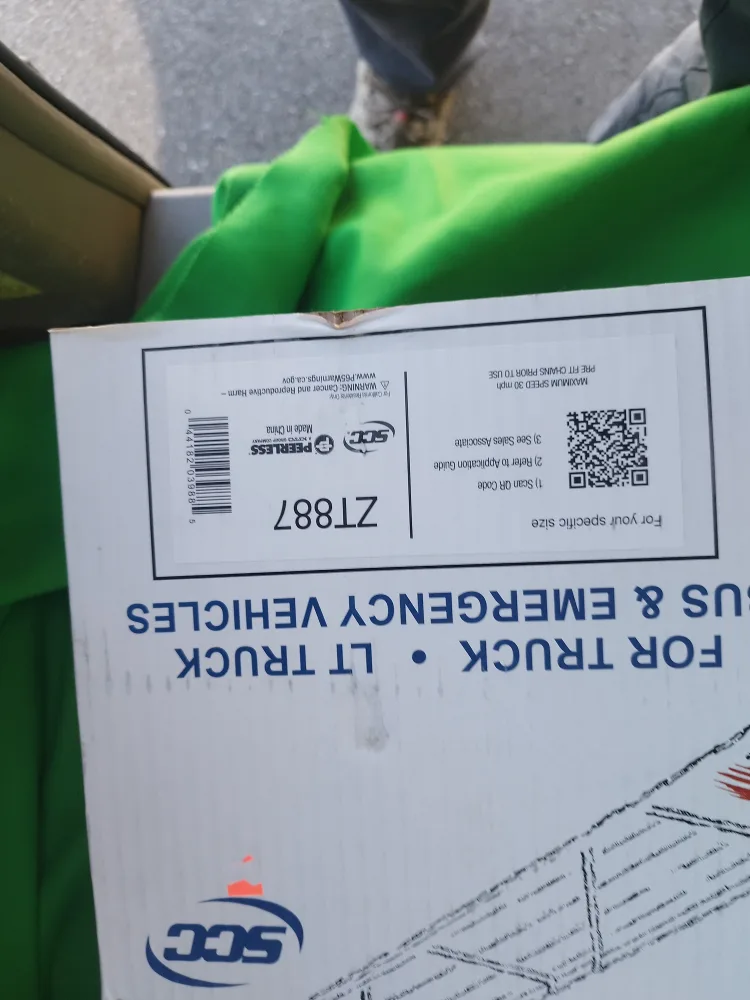 SCC
FOR TRUCK • LT TRUCK
BUS & EMERGENCY VEHICLES
For your specific size
1) Scan QR Code
2) Refer to Application Guide
3) See Sales Associate
MAXIMUM SPEED 30 mph
PRE FIT CHAINS PRIOR TO USE
ZT887
SCC
PEERLESS
Made in China
For California Residents Only:
⚠ WARNING: Cancer and Reproductive Harm –
www.P65Warnings.ca.gov
0 44182 03988 5